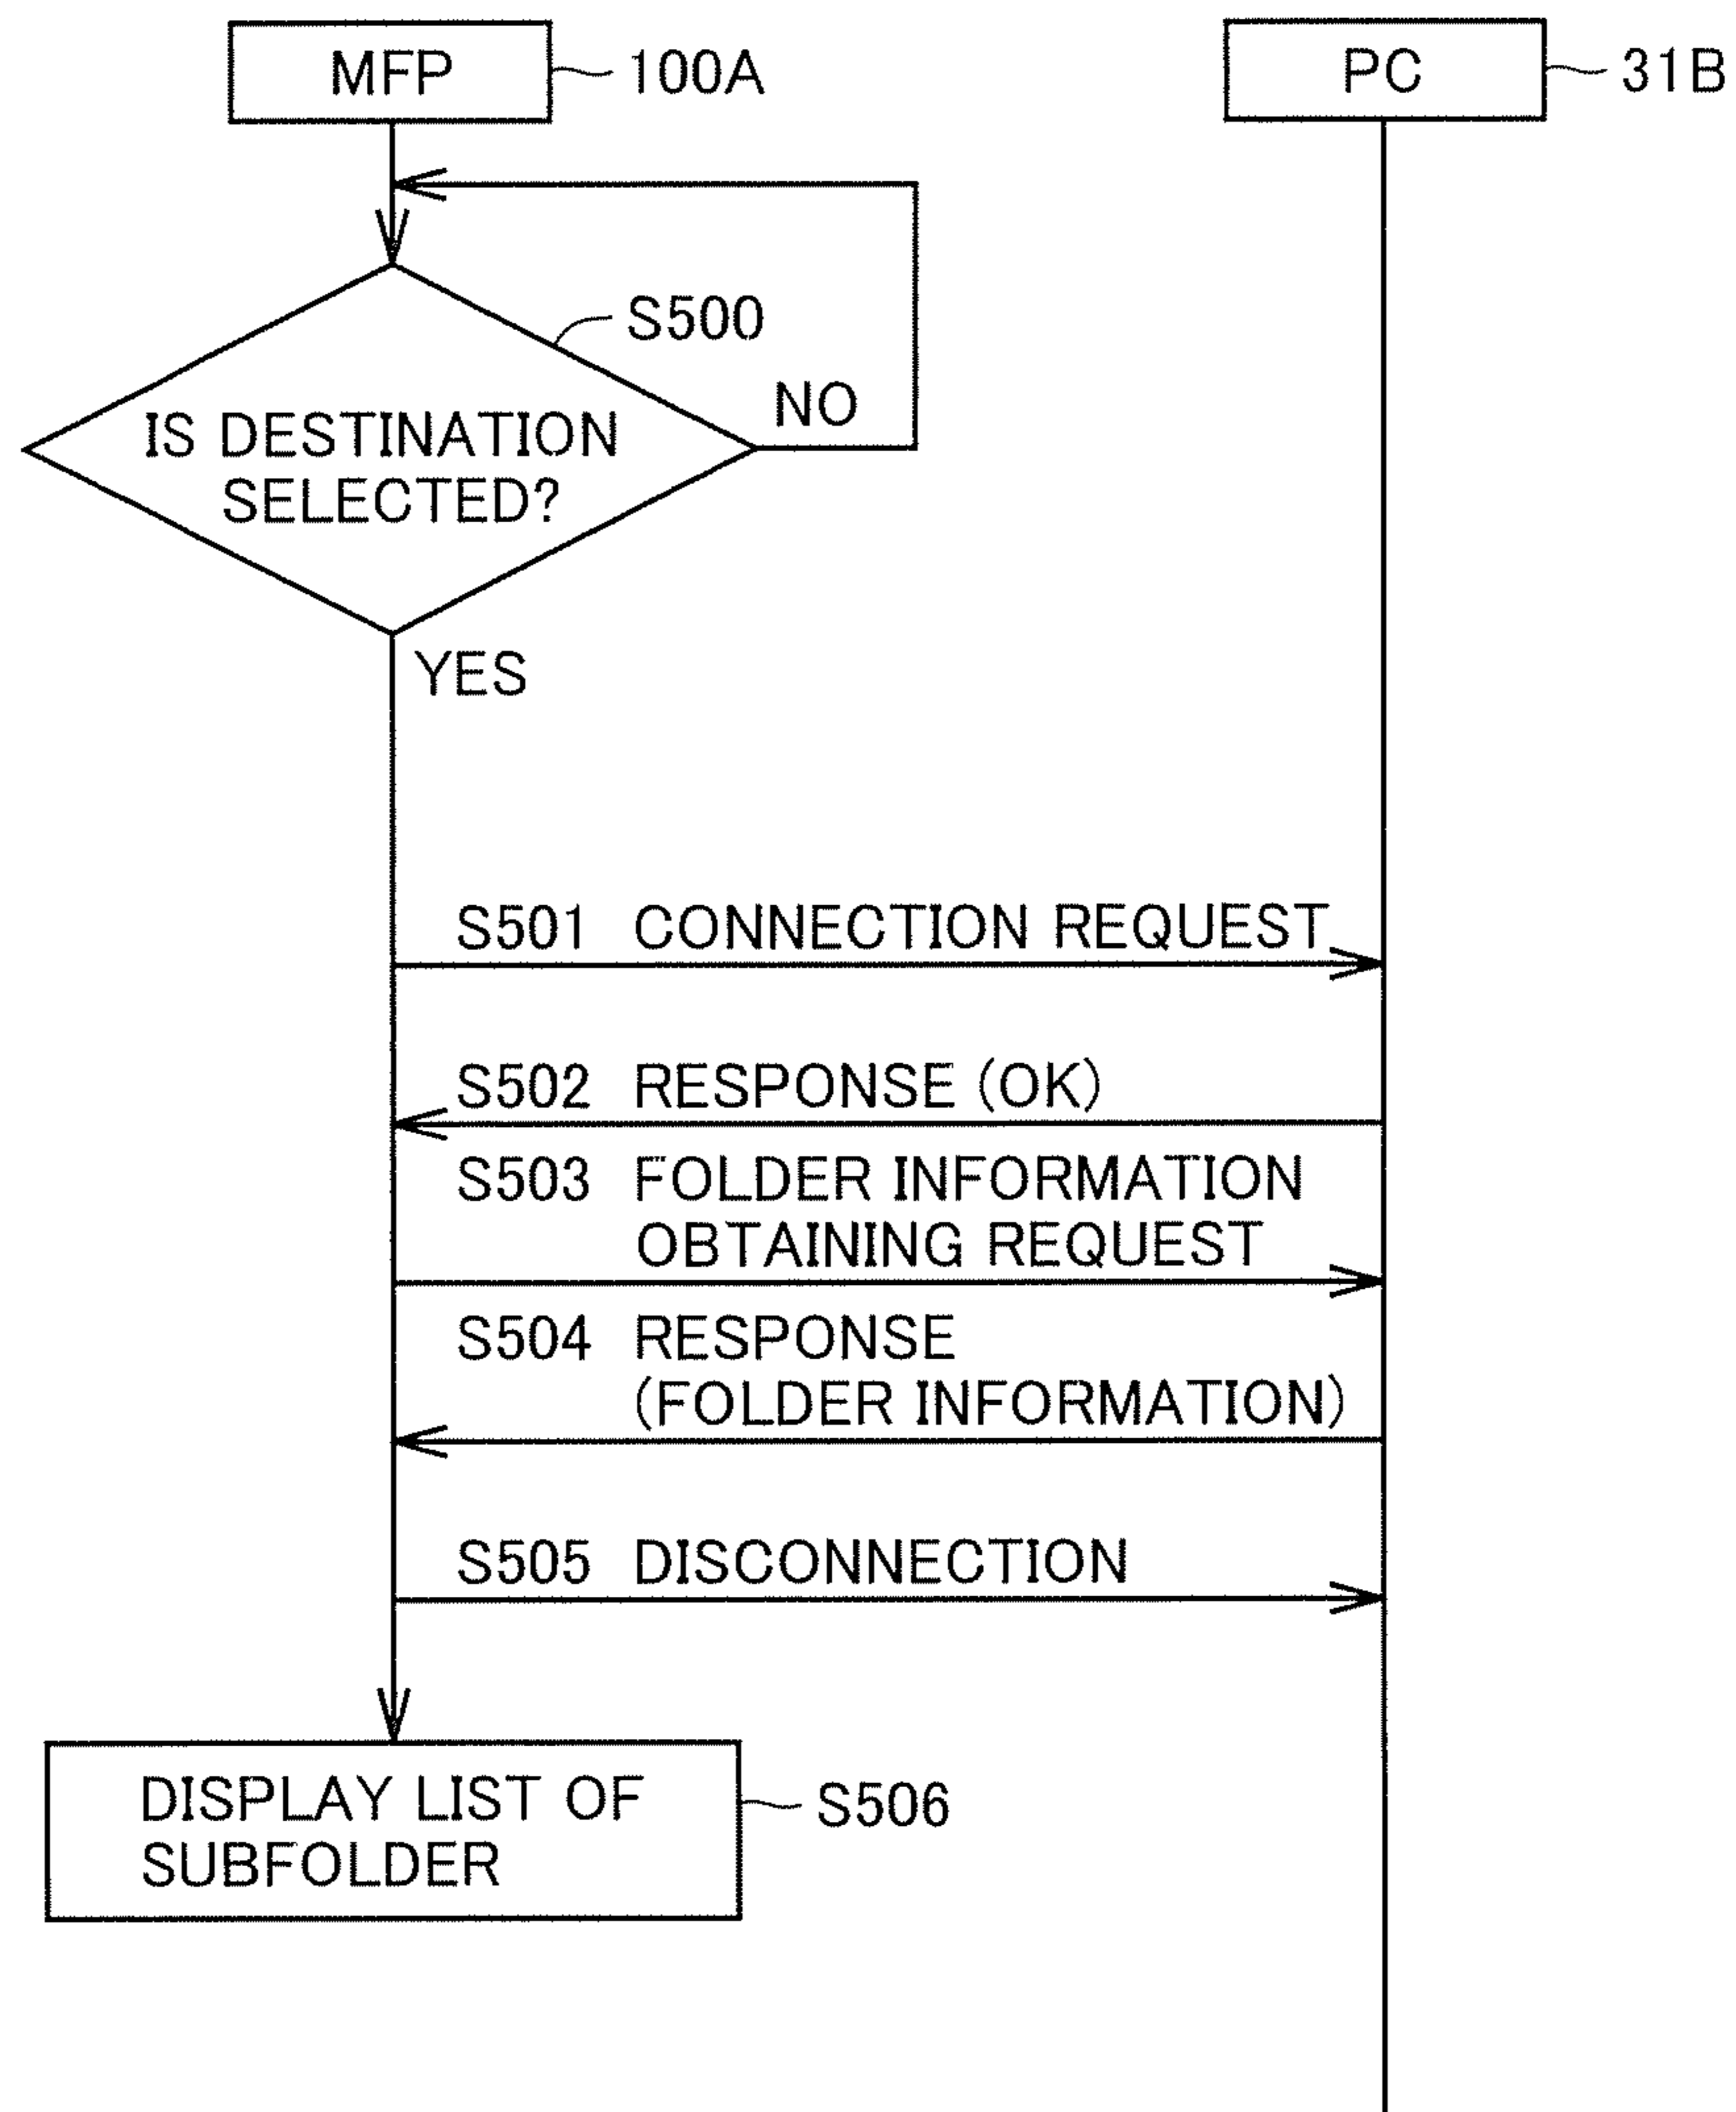 MFP 100A
PC 31B
S500
NO
IS DESTINATION
SELECTED?
YES
S501 CONNECTION REQUEST
S502 RESPONSE (OK)
S503 FOLDER INFORMATION
OBTAINING REQUEST
S504 RESPONSE
(FOLDER INFORMATION)
S505 DISCONNECTION
DISPLAY LIST OF
SUBFOLDER
S506